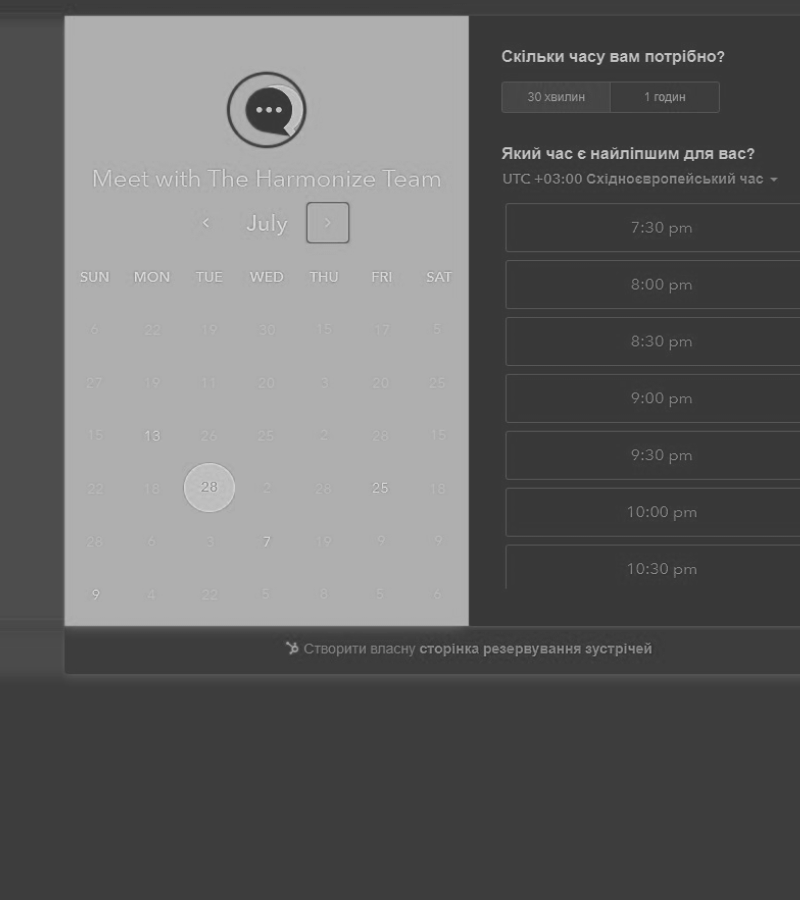 Meet with The Harmonize Team
July
SUN MON TUE WED THU FRI SAT
6 22 19 30 15 17 5
27 19 11 20 3 20 25
15 13 26 25 2 28 15
22 18 28 2 26 25 18
28 6 3 7 19 9 9
9 4 22 5 8 5 6
Скільки часу вам потрібно?
30 хвилин 1 годин
Який час є найліпшим для вас?
UTC +03:00 Східноєвропейський час
7:30 pm
8:00 pm
8:30 pm
9:00 pm
9:30 pm
10:00 pm
10:30 pm
Створити власну сторінка резервування зустрічей